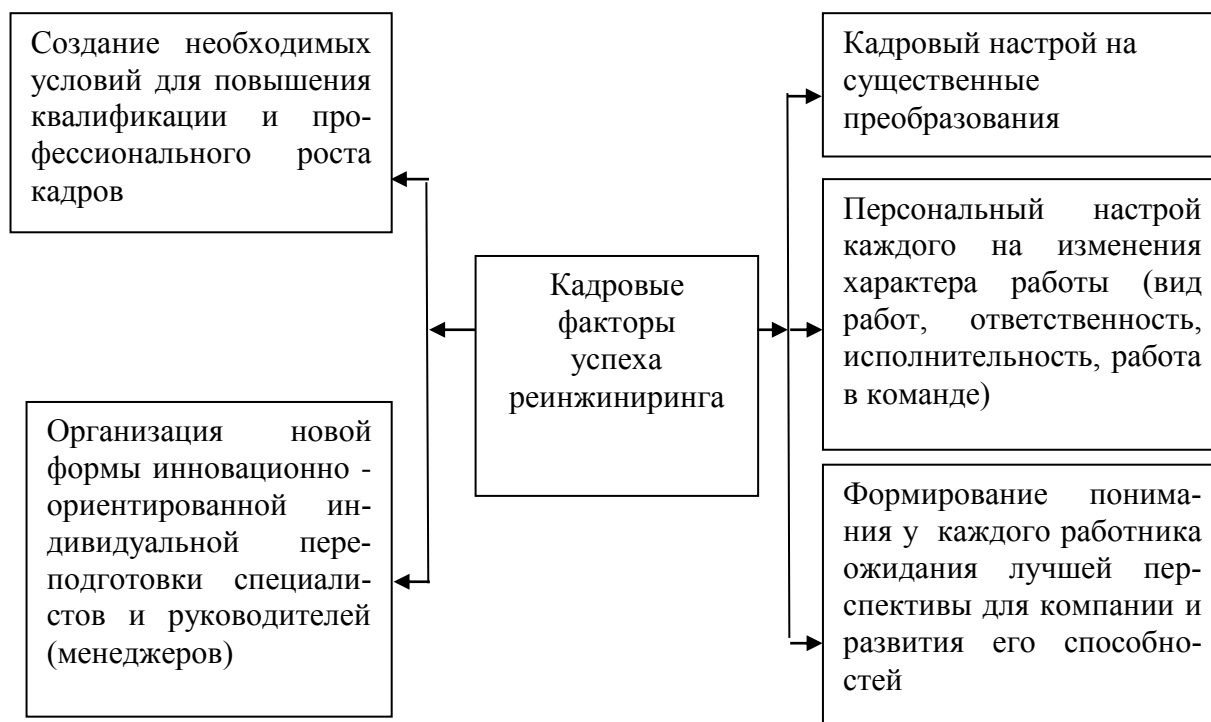 Создание необходимых
условий для повышения
квалификации и про-
фессионального роста
кадров
Организация новой
формы инновационно -
ориентированной ин-
дивидуальной пере-
подготовки специали-
стов и руководителей
(менеджеров)
Кадровые
факторы
успеха
реинжиниринга
Кадровый настрой на
существенные
преобразования
Персональный настрой
каждого на изменения
характера работы (вид
работ, ответственность,
исполнительность, работа
в команде)
Формирование понима-
ния у каждого работника
ожидания лучшей пер-
спективы для компании и
развития его способно-
стей